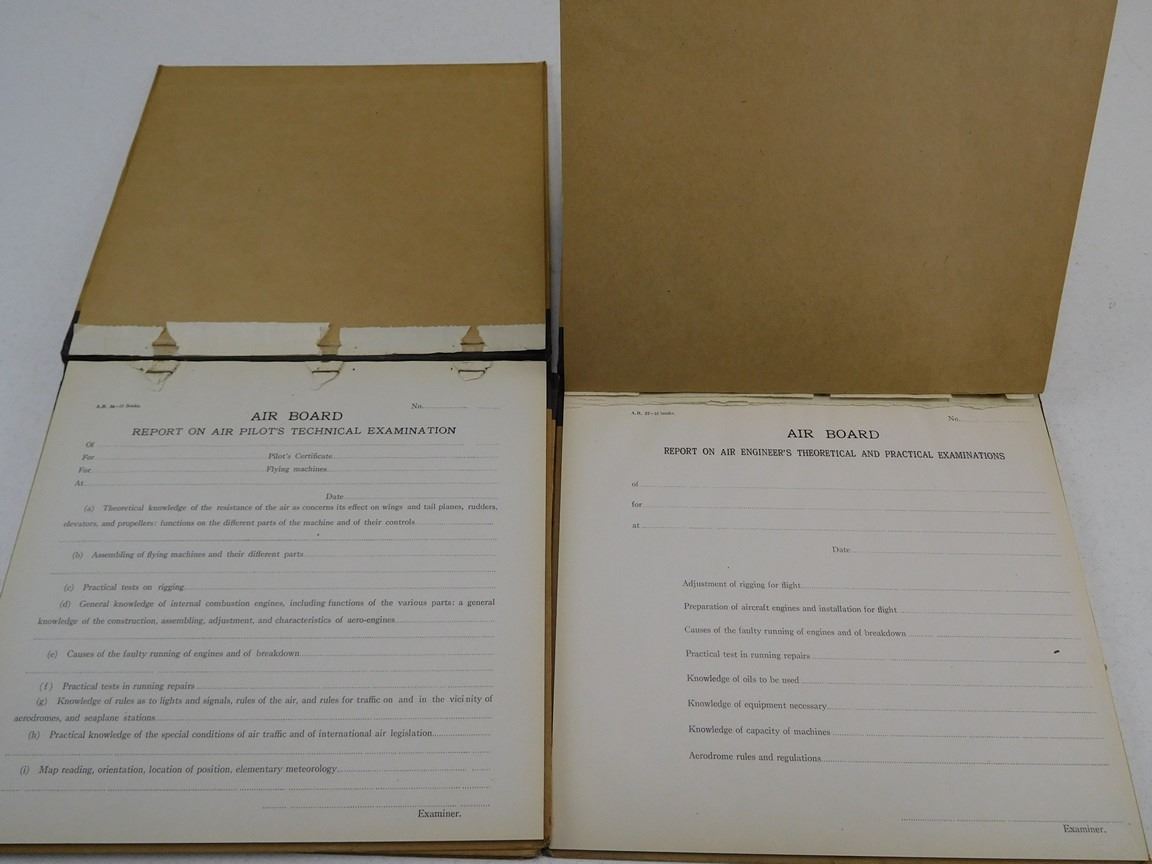 AIR BOARD
No.
REPORT ON AIR PILOT'S TECHNICAL EXAMINATION
Of
For Pilot's Certificate
For Flying machines
At
Date
(a) Theoretical knowledge of the resistance of the air as concerns its effect on wings and tail planes, rudders,
elevators, and propellers: functions on the different parts of the machine and of their controls
(b) Assembling of flying machines and their different parts
(c) Practical tests on rigging
(d) General knowledge of internal combustion engines, including functions of the various parts: a general
knowledge of the construction, assembling, adjustment, and characteristics of aero-engines
(e) Causes of the faulty running of engines and of breakdown
(f) Practical tests in running repairs
(g) Knowledge of rules as to lights and signals, rules of the air, and rules for traffic on and in the vicinity of
aerodromes, and seaplane stations
(h) Practical knowledge of the special conditions of air traffic and of international air legislation
(i) Map reading, orientation, location of position, elementary meteorology
Examiner.
No.
AIR BOARD
REPORT ON AIR ENGINEER'S THEORETICAL AND PRACTICAL EXAMINATIONS
of
for
at
Date
Adjustment of rigging for flight
Preparation of aircraft engines and installation for flight
Causes of the faulty running of engines and of breakdown
Practical test in running repairs
Knowledge of oils to be used
Knowledge of equipment necessary
Knowledge of capacity of machines
Aerodrome rules and regulations
Examiner.